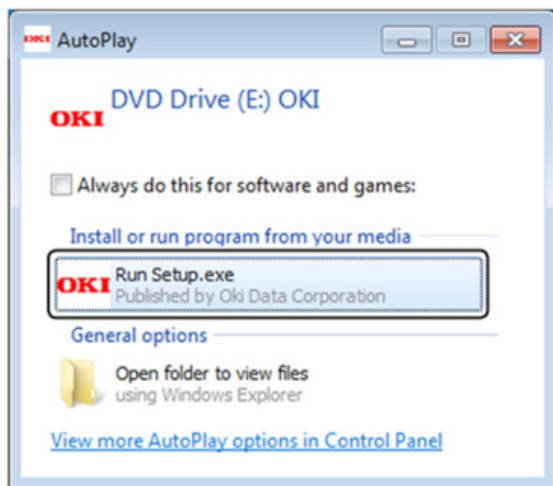 OKI AutoPlay
OKI DVD Drive (E:) OKI
Always do this for software and games:
Install or run program from your media
OKI Run Setup.exe
Published by Oki Data Corporation
General options
Open folder to view files
using Windows Explorer
View more AutoPlay options in Control Panel